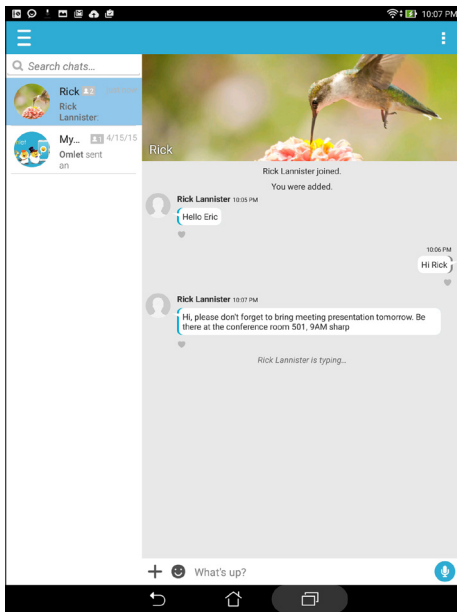 10:07 PM
Search chats...
Rick 2
Rick
Lannister
My... 1 4/15/15
Omlet sent
an
Rick
Rick Lannister joined.
You were added.
Rick Lannister 10:05 PM
Hello Eric
10:06 PM
Hi Rick
Rick Lannister 10:07 PM
Hi, please don't forget to bring meeting presentation tomorrow. Be
there at the conference room 501, 9AM sharp
Rick Lannister is typing...
What's up?